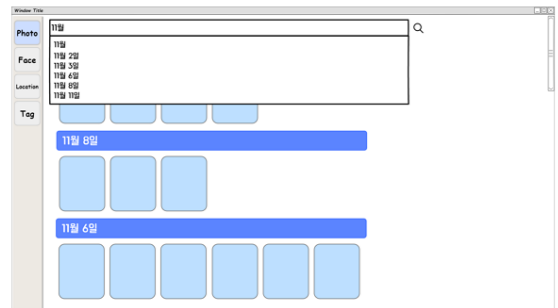 Window Title
Photo
Face
Location
Tag
11월
11월
11월 2일
11월 3일
11월 6일
11월 8일
11월 11일
11월 8일
11월 6일